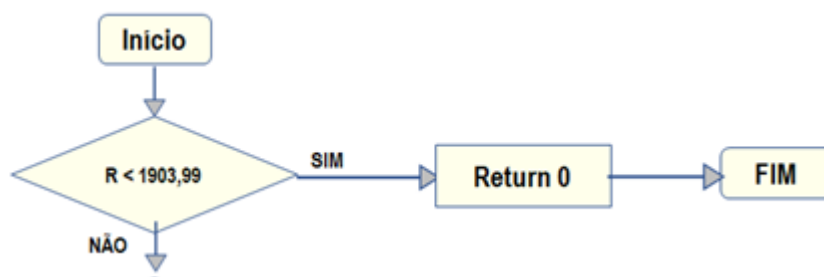 Início
R < 1903,99
SIM
Return 0
FIM
NÃO